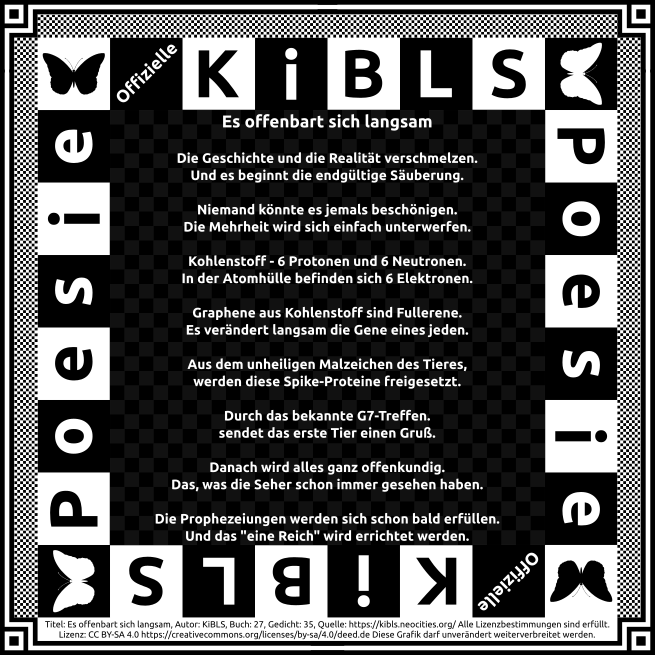 Offizielle KiBLS
Poesie
Es offenbart sich langsam
Die Geschichte und die Realität verschmelzen.
Und es beginnt die endgültige Säuberung.
Niemand könnte es jemals beschönigen.
Die Mehrheit wird sich einfach unterwerfen.
Kohlenstoff - 6 Protonen und 6 Neutronen.
In der Atomhülle befinden sich 6 Elektronen.
Graphene aus Kohlenstoff sind Fullerene.
Es verändert langsam die Gene eines jeden.
Aus dem unheiligen Malzeichen des Tieres,
werden diese Spike-Proteine freigesetzt.
Durch das bekannte G7-Treffen.
sendet das erste Tier einen Gruß.
Danach wird alles ganz offenkundig.
Das, was die Seher schon immer gesehen haben.
Die Prophezeiungen werden sich schon bald erfüllen.
Und das "eine Reich" wird errichtet werden.
Poesie
Offizielle KiBLS
Titel: Es offenbart sich langsam, Autor: KiBLS, Buch: 27, Gedicht: 35, Quelle: https://kibls.neocities.org/ Alle Lizenzbestimmungen sind erfüllt.
Lizenz: CC BY-SA 4.0 https://creativecommons.org/licenses/by-sa/4.0/deed.de Diese Grafik darf unverändert weiterverbreitet werden.